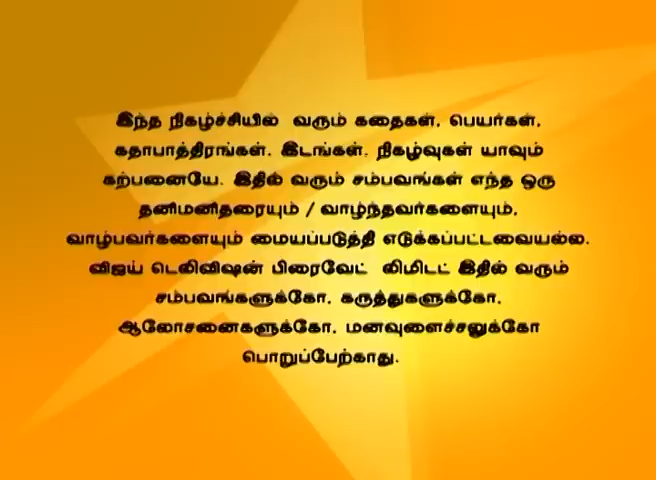 இந்த நிகழ்ச்சியில் வரும் கதைகள், பெயர்கள்,
கதாபாத்திரங்கள், இடங்கள், நிகழ்வுகள் யாவும்
கற்பனையே. இதில் வரும் சம்பவங்கள் எந்த ஒரு
தனிமனிதரையும் / வாழ்ந்தவர்களையும்,
வாழ்பவர்களையும் மையப்படுத்தி எடுக்கப்பட்டவையல்ல.
விஜய் டெலிவிஷன் பிரைவேட் லிமிடட் இதில் வரும்
சம்பவங்களுக்கோ, கருத்துகளுக்கோ,
ஆலோசனைகளுக்கோ, மனவுளைச்சலுக்கோ
பொறுப்பேற்காது.